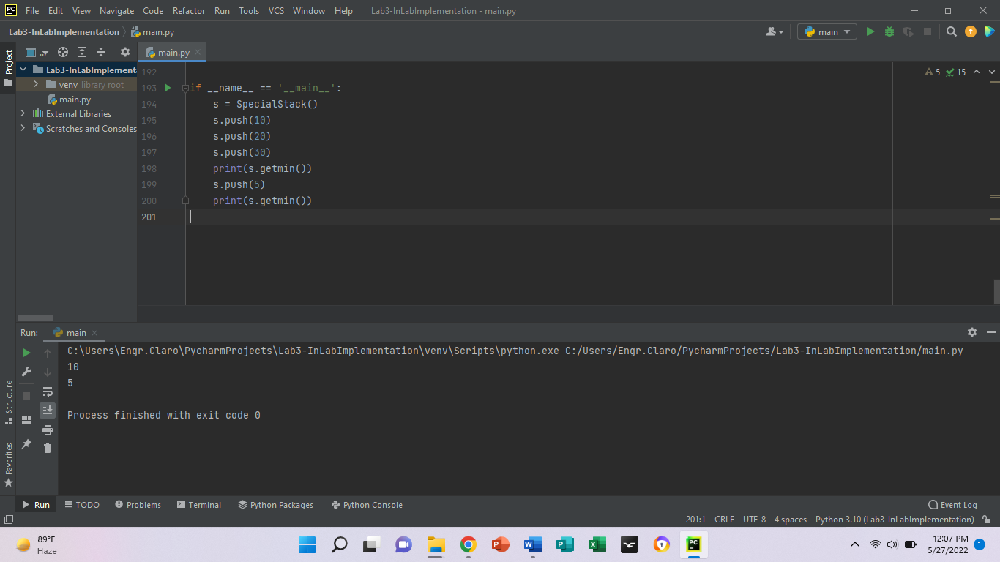 PC File Edit View Navigate Code Refactor Run Tools VCS Window Help Lab3-InLabImplementation - main.py
Lab3-InLabImplementation main.py main
Project
main.py
Lab3-InLabImplementa
venv library root
main.py
External Libraries
Scratches and Consoles
5 15
192
193 if __name__ == '__main__':
194 s = SpecialStack()
195 s.push(10)
196 s.push(20)
197 s.push(30)
198 print(s.getmin())
199 s.push(5)
200 print(s.getmin())
201
Run: main
C:\Users\Engr.Claro\PycharmProjects\Lab3-InLabImplementation\venv\Scripts\python.exe C:/Users/Engr.Claro/PycharmProjects/Lab3-InLabImplementation/main.py
10
5
Process finished with exit code 0
Structure
Favorites
Run TODO Problems Terminal Python Packages Python Console Event Log
201:1 CRLF UTF-8 4 spaces Python 3.10 (Lab3-InLabImplementation)
89°F
Haze
P W P X PC
12:07 PM
5/27/2022
1